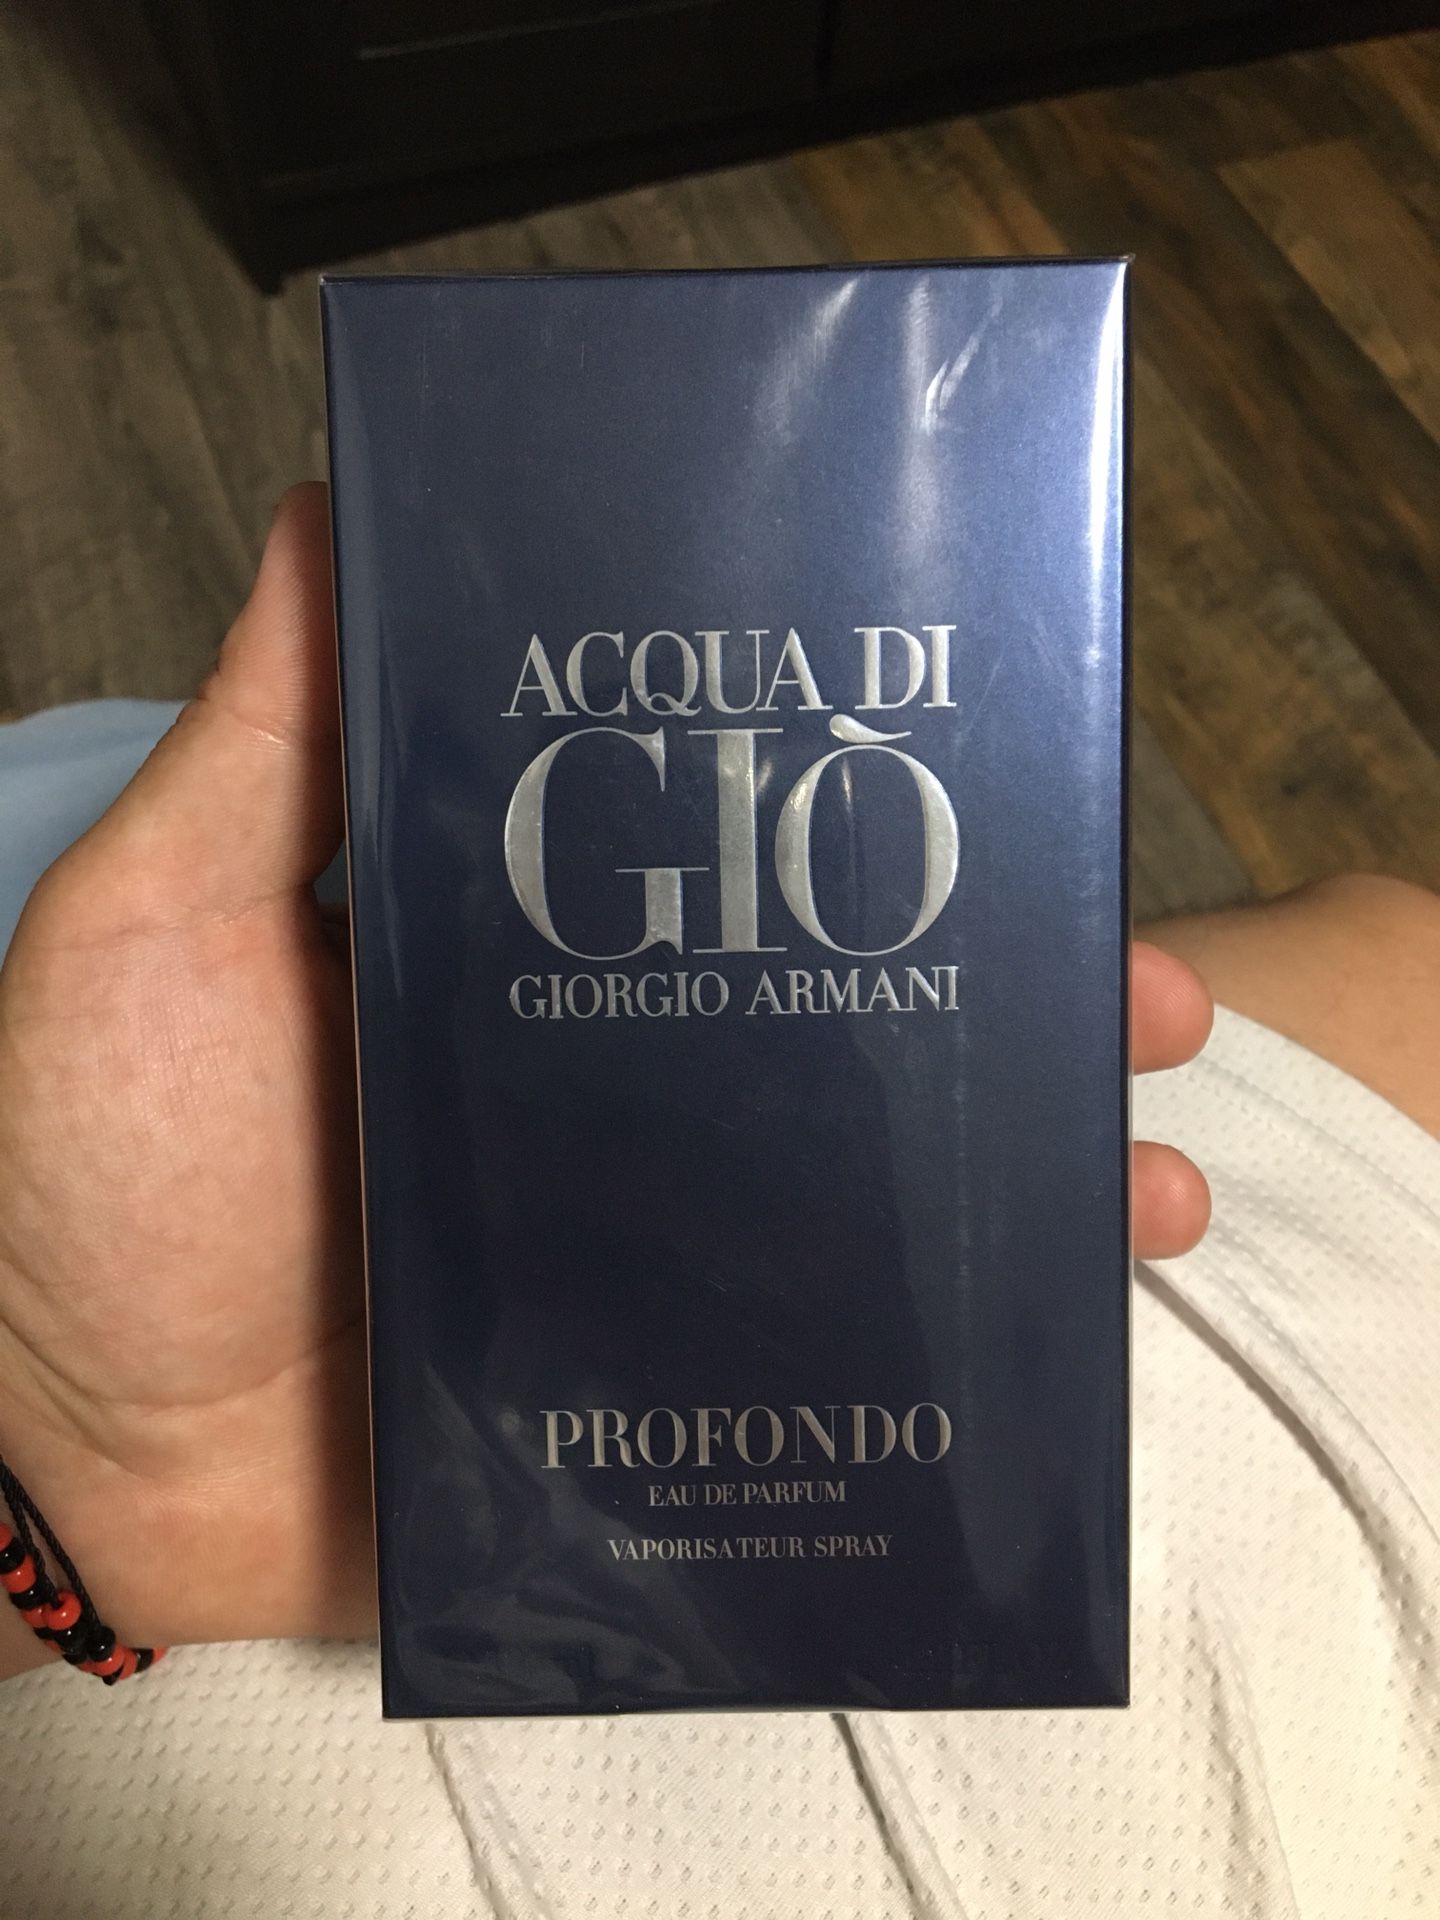 ACQUA DI
GIÒ
GIORGIO ARMANI
PROFONDO
EAU DE PARFUM
VAPORISATEUR SPRAY